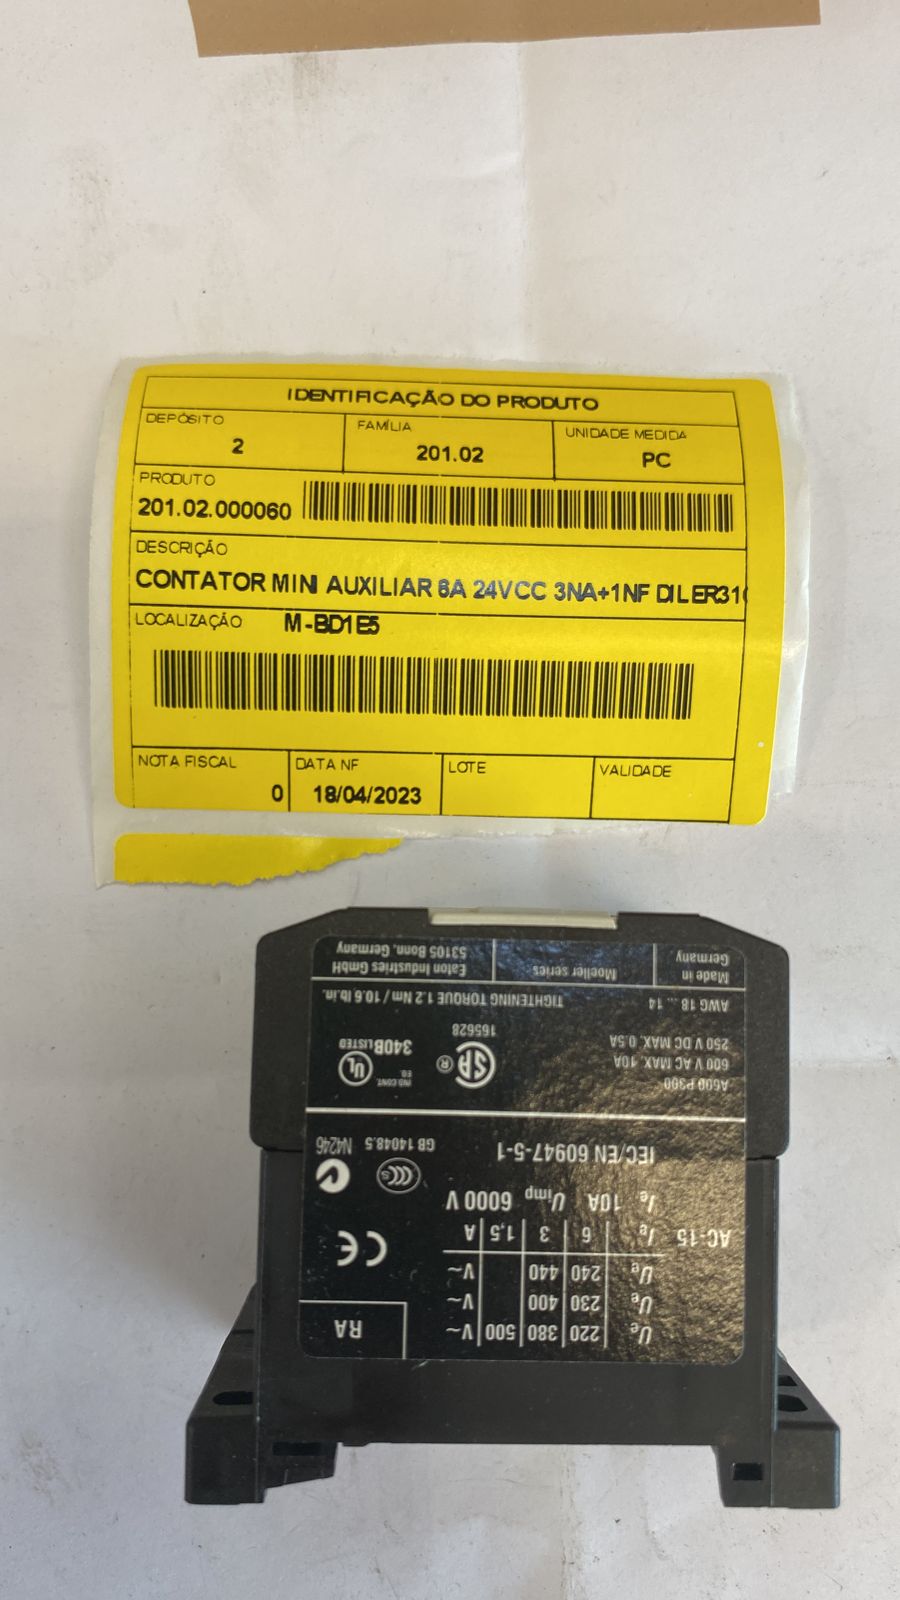 IDENTIFICAÇÃO DO PRODUTO
DEPÓSITO
2
FAMÍLIA
201.02
UNIDADE MEDIDA
PC
PRODUTO
201.02.000060
DESCRIÇÃO
CONTATOR MINI AUXILIAR 6A 24VCC 3NA+1NF DILER31
LOCALIZAÇÃO M-BD1E5
NOTA FISCAL
0
DATA NF
18/04/2023
LOTE
VALIDADE
RA
Ue 220 380 500 V~
Ue 230 400 V~
Ue 240 440 V~
AC-15 Ie 6 3 1,5 A
Ie 10A Uimp 6000 V
IEC/EN 60947-5-1
CE
CCC S
GB 14048.5
N4246
A600 P300
600 V AC MAX. 10A
250 V DC MAX. 0.5A
AWG 18 ... 14
SA ®
165628
IND.CONT. EQ.
UL 340B LISTED
TIGHTENING TORQUE 1.2 Nm / 10.6 lb.in.
Made in
Germany
Moeller series
Eaton Industries GmbH
53105 Bonn, Germany